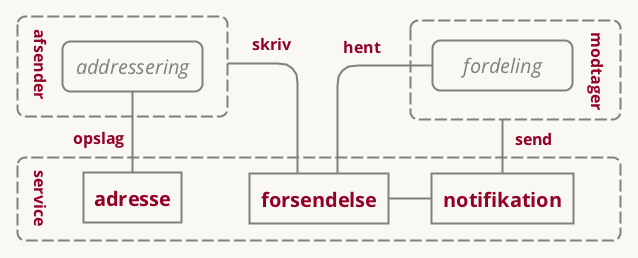 afsender
addressering
skriv
hent
fordeling
modtager
opslag
send
service
adresse
forsendelse
notifikation